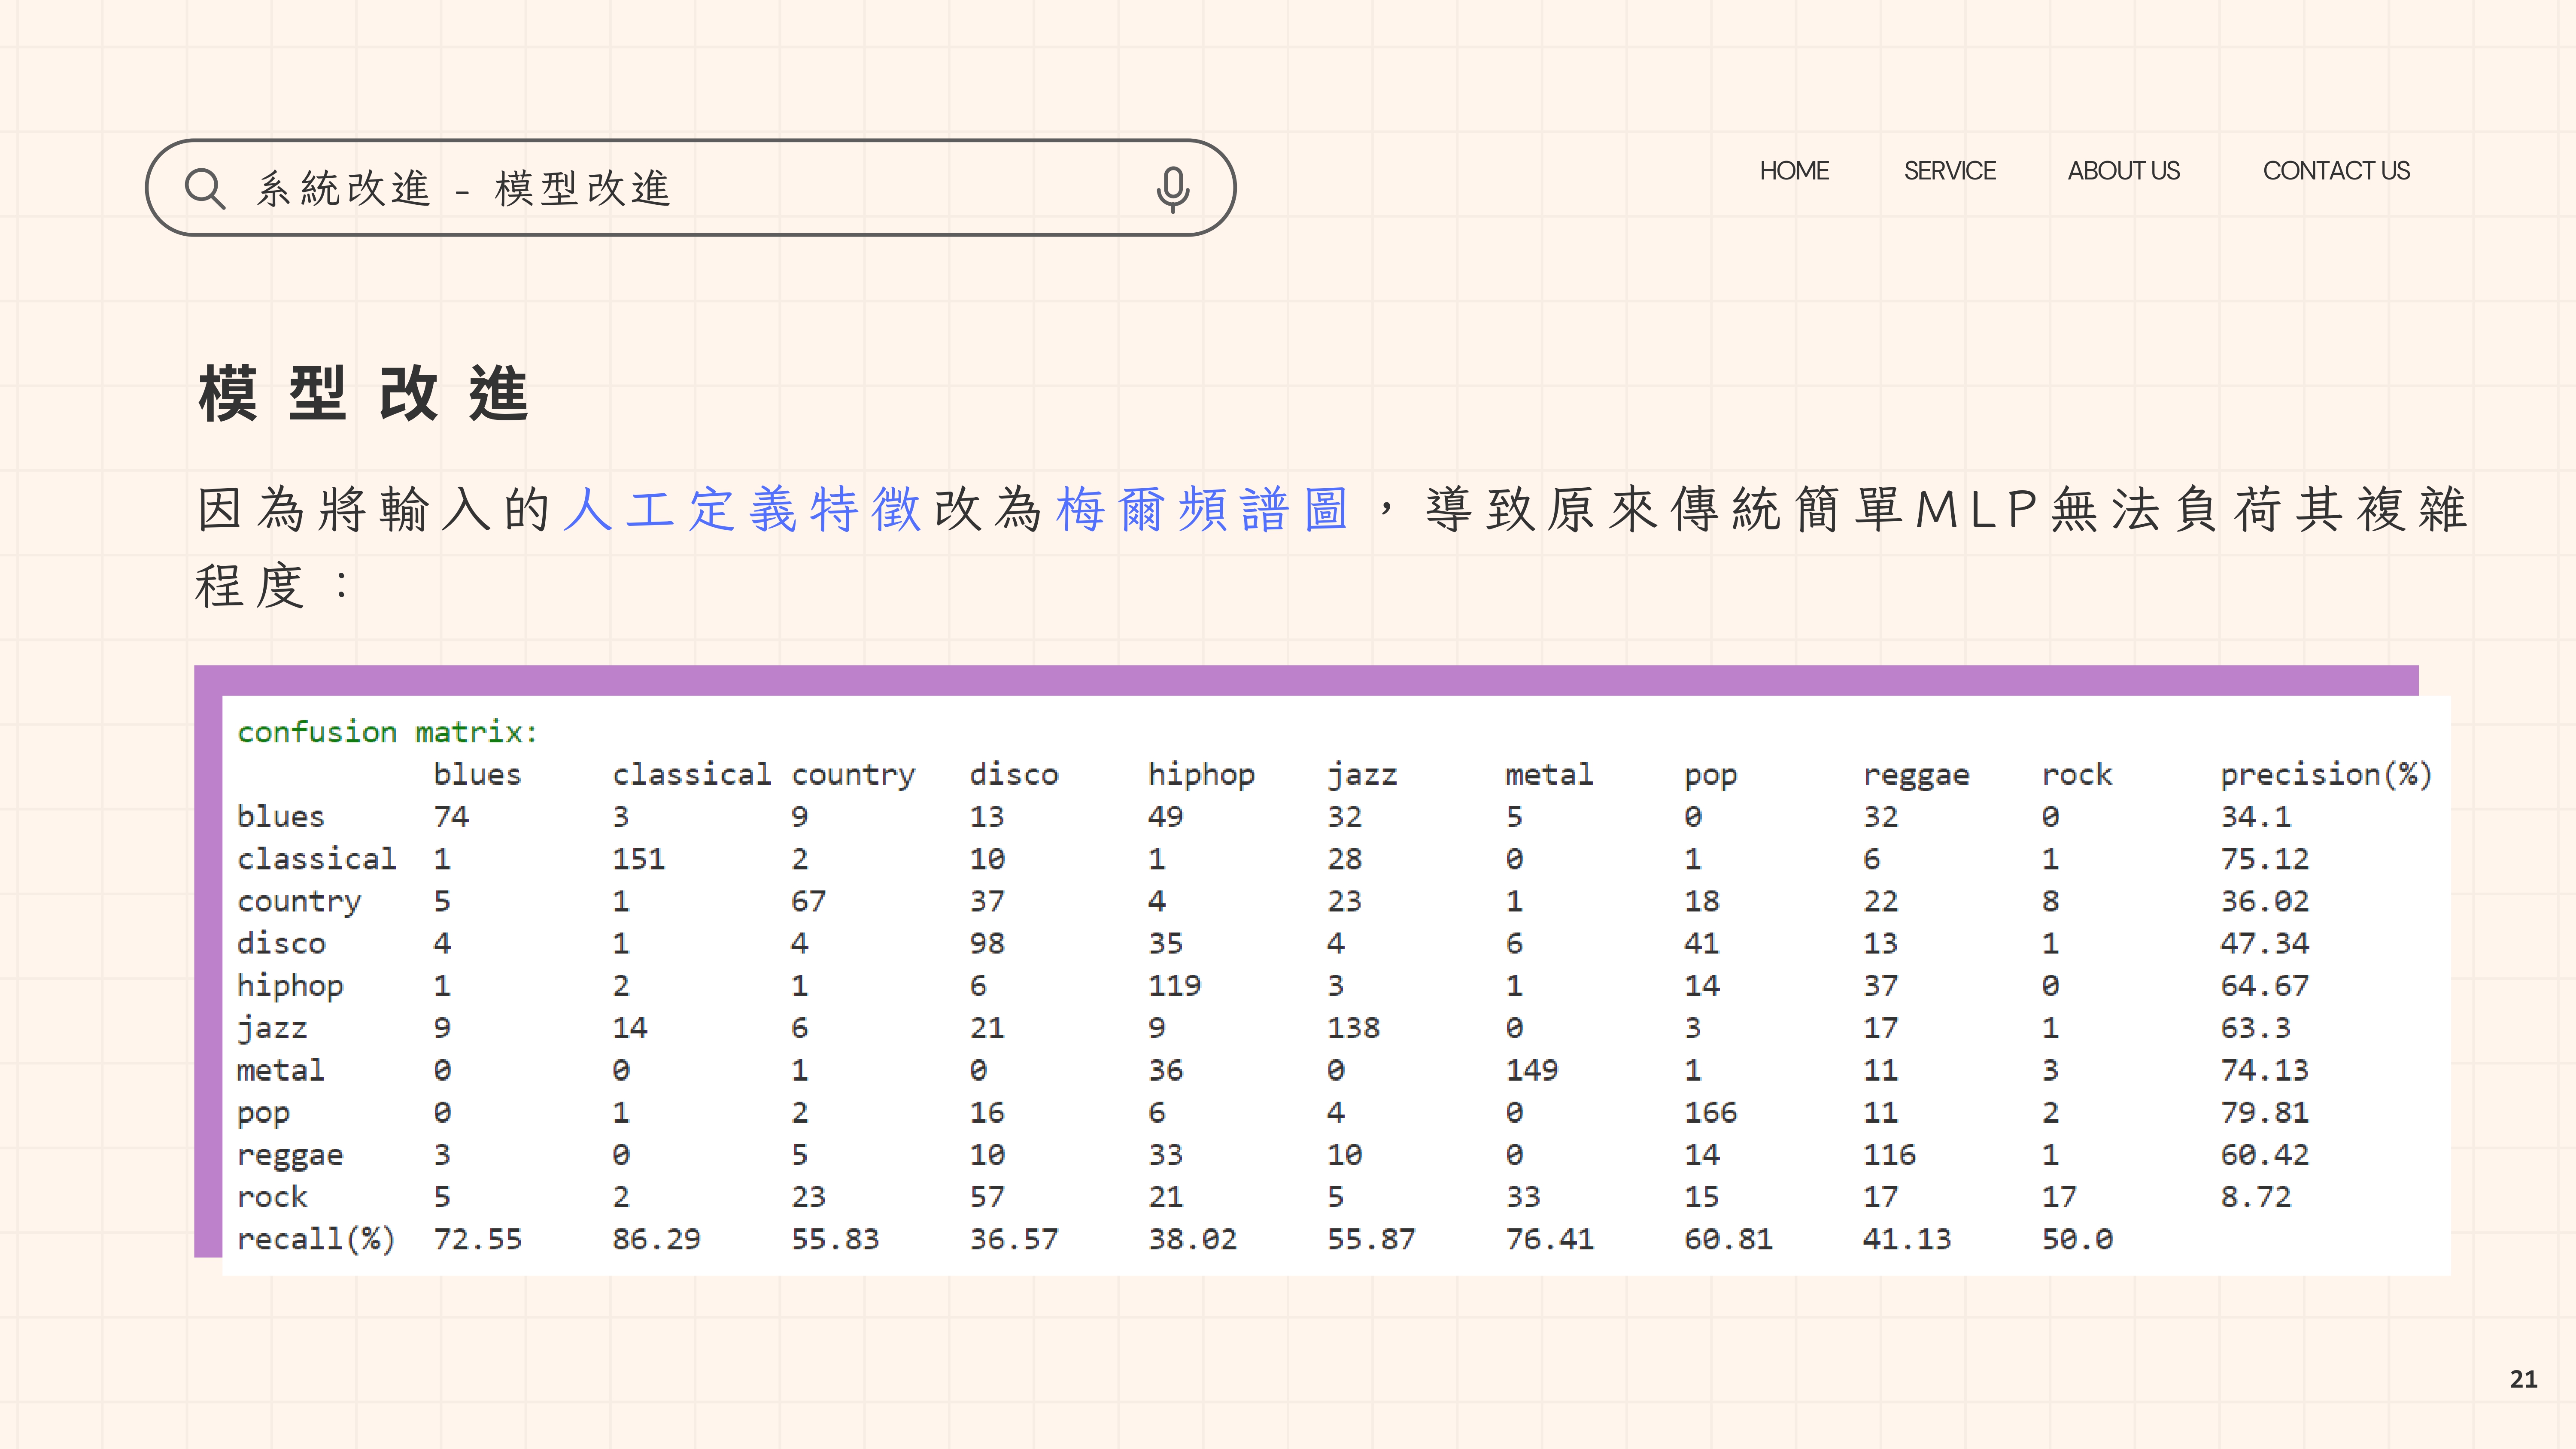 系統改進 - 模型改進
HOME SERVICE ABOUT US CONTACT US
模型改進
因為將輸入的人工定義特徵改為梅爾頻譜圖，導致原來傳統簡單MLP無法負荷其複雜
程度：
confusion matrix:
blues classical country disco hiphop jazz metal pop reggae rock precision(%)
blues 74 3 9 13 49 32 5 0 32 0 34.1
classical 1 151 2 10 1 28 0 1 6 1 75.12
country 5 1 67 37 4 23 1 18 22 8 36.02
disco 4 1 4 98 35 4 6 41 13 1 47.34
hiphop 1 2 1 6 119 3 1 14 37 0 64.67
jazz 9 14 6 21 9 138 0 3 17 1 63.3
metal 0 0 1 0 36 0 149 1 11 3 74.13
pop 0 1 2 16 6 4 0 166 11 2 79.81
reggae 3 0 5 10 33 10 0 14 116 1 60.42
rock 5 2 23 57 21 5 33 15 17 17 8.72
recall(%) 72.55 86.29 55.83 36.57 38.02 55.87 76.41 60.81 41.13 50.0
21